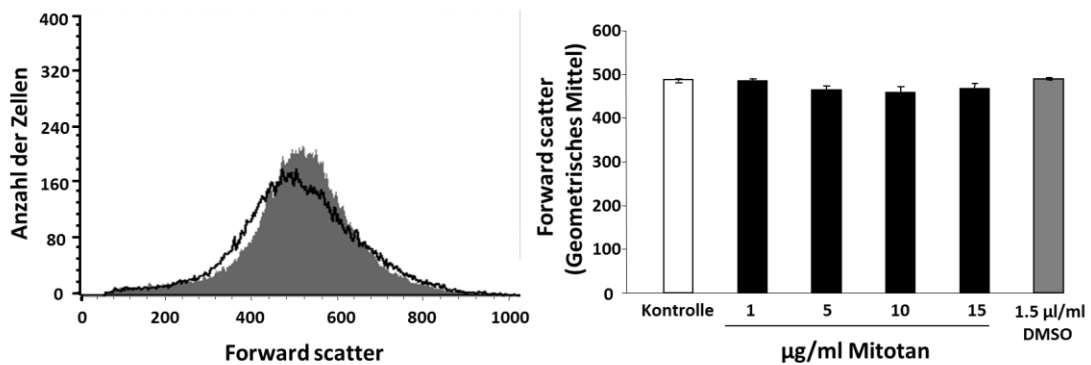 Anzahl der Zellen
400
320
240
160
80
0
0 200 400 600 800 1000
Forward scatter
Forward scatter
(Geometrisches Mittel)
600
500
400
300
200
100
0
Kontrolle 1 5 10 15 1.5 µl/ml
DMSO
µg/ml Mitotan